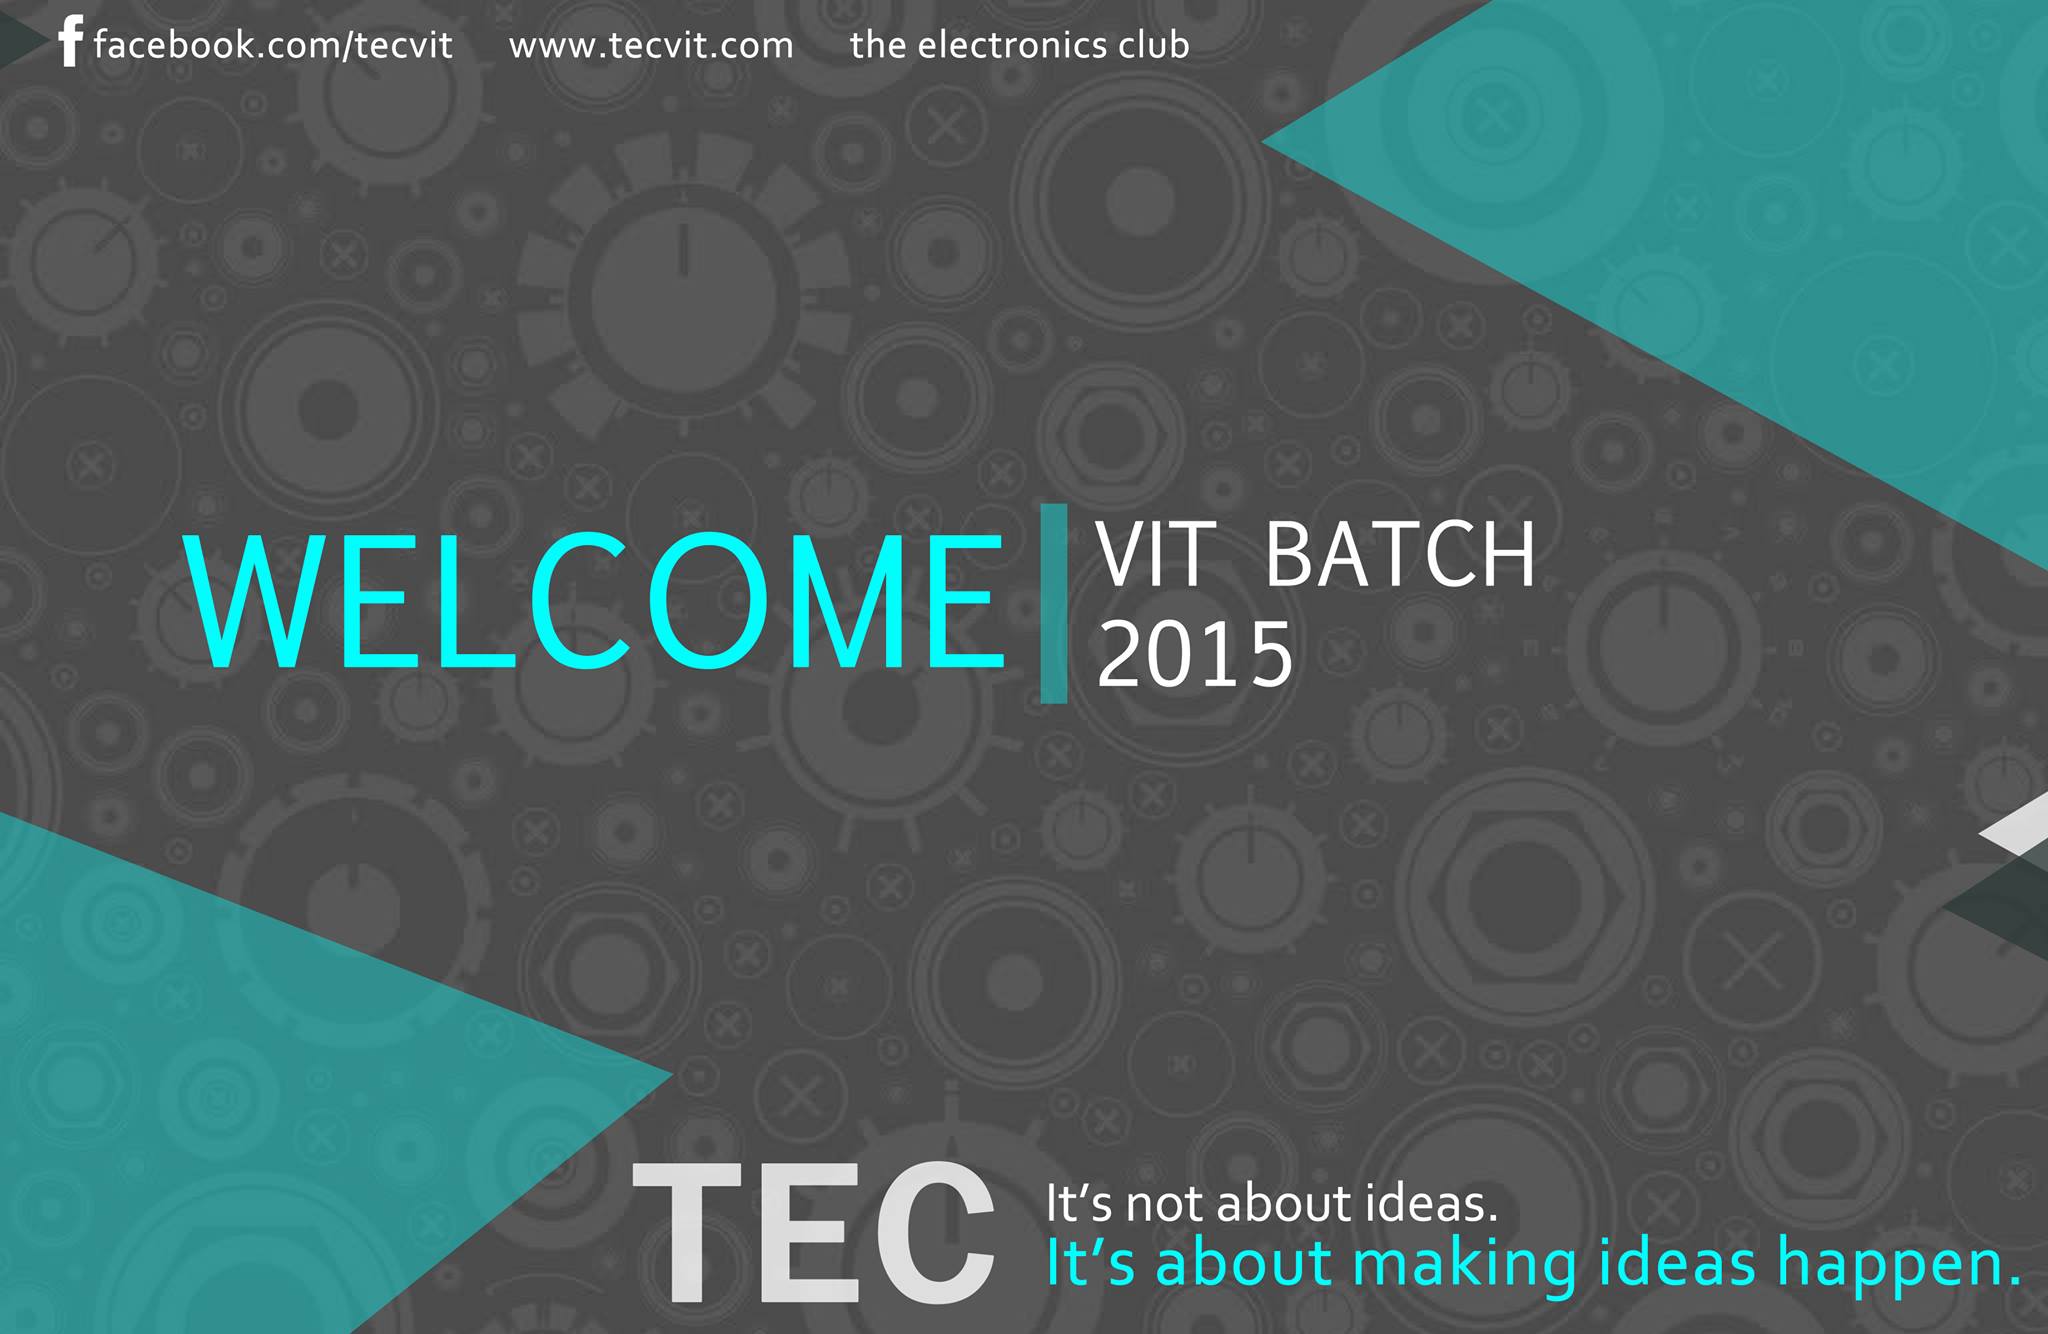 facebook.com/tecvit www.tecvit.com the electronics club
WELCOME
VIT BATCH
2015
TEC
It's not about ideas.
It's about making ideas happen.